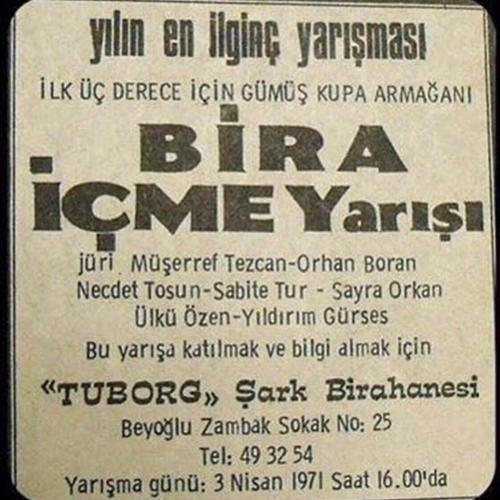 yılın en ilginç yarışması
İLK ÜÇ DERECE İÇİN GÜMÜŞ KUPA ARMAĞANI
BİRA
İÇME Yarışı
jüri Müşerref Tezcan-Orhan Boran
Necdet Tosun-Sabite Tur - Sayra Orkan
Ülkü Özen-Yıldırım Gürses
Bu yarışa katılmak ve bilgi almak için
«TUBORG» Şark Birahanesi
Beyoğlu Zambak Sokak No: 25
Tel: 49 32 54
Yarışma günü: 3 Nisan 1971 Saat 16.00'da